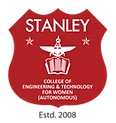 STANLEY
COLLEGE OF
ENGINEERING & TECHNOLOGY
FOR WOMEN
(AUTONOMOUS)
Estd. 2008